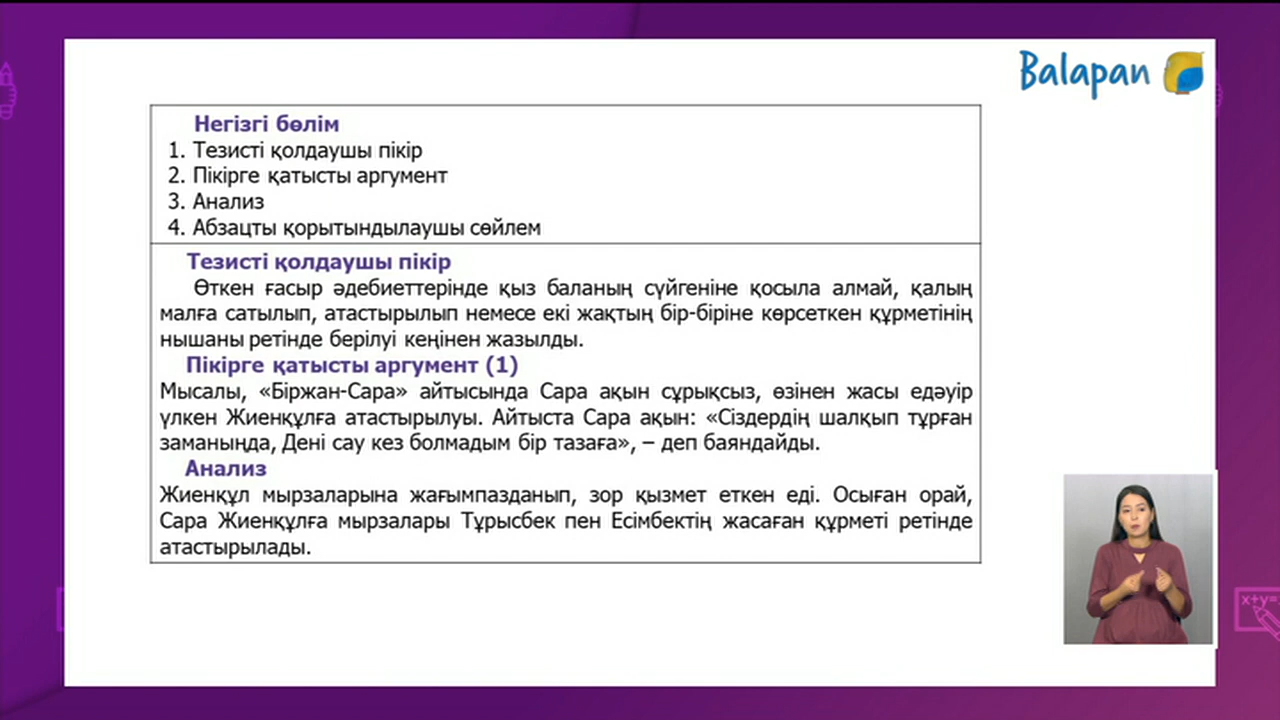 Balapan
Негізгі бөлім
1. Тезисті қолдаушы пікір
2. Пікірге қатысты аргумент
3. Анализ
4. Абзацты қорытындылаушы сөйлем
Тезисті қолдаушы пікір
Өткен ғасыр әдебиеттерінде қыз баланың сүйгеніне қосыла алмай, қалың
малға сатылып, атастырылып немесе екі жақтың бір-біріне көрсеткен құрметінің
нышаны ретінде берілуі кеңінен жазылды.
Пікірге қатысты аргумент (1)
Мысалы, «Біржан-Сара» айтысында Сара ақын сұрықсыз, өзінен жасы едәуір
үлкен Жиенқұлға атастырылуы. Айтыста Сара ақын: «Сіздердің шалқып тұрған
заманыңда, Дені сау кез болмадым бір тазаға», – деп баяндайды.
Анализ
Жиенқұл мырзаларына жағымпазданып, зор қызмет еткен еді. Осыған орай,
Сара Жиенқұлға мырзалары Тұрысбек пен Есімбектің жасаған құрметі ретінде
атастырылады.
x+y=